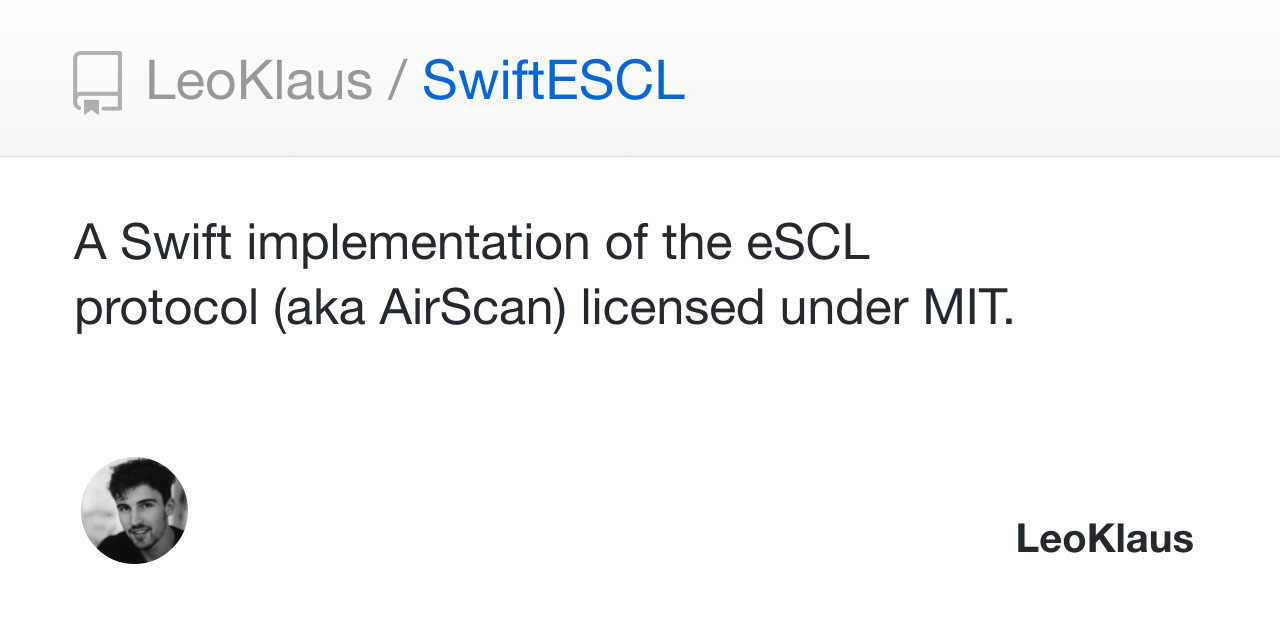 LeoKlaus / SwiftESCL
A Swift implementation of the eSCL
protocol (aka AirScan) licensed under MIT.
LeoKlaus